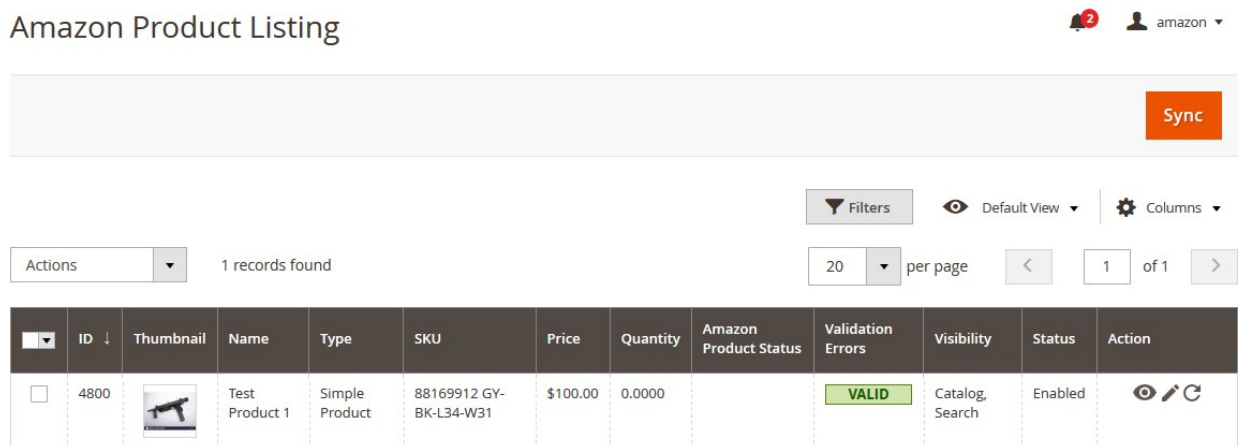 Amazon Product Listing
2
amazon
Sync
Filters
Default View
Columns
Actions
1 records found
20
per page
1
of 1
ID
Thumbnail
Name
Type
SKU
Price
Quantity
Amazon
Product Status
Validation
Errors
Visibility
Status
Action
4800
Test
Product 1
Simple
Product
88169912 GY-
BK-L34-W31
$100.00
0.0000
VALID
Catalog,
Search
Enabled